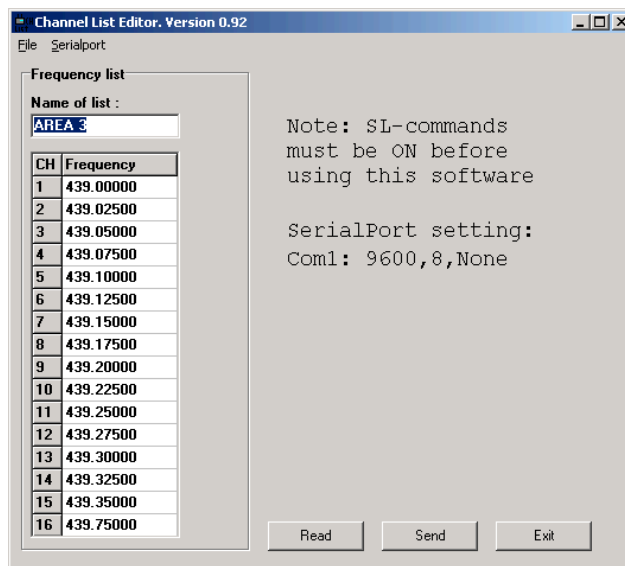 Channel List Editor. Version 0.92
File Serialport
Frequency list
Name of list :
AREA 3
CH Frequency
1 439.00000
2 439.02500
3 439.05000
4 439.07500
5 439.10000
6 439.12500
7 439.15000
8 439.17500
9 439.20000
10 439.22500
11 439.25000
12 439.27500
13 439.30000
14 439.32500
15 439.35000
16 439.75000
Note: SL-commands
must be ON before
using this software
SerialPort setting:
Com1: 9600,8,None
Read Send Exit